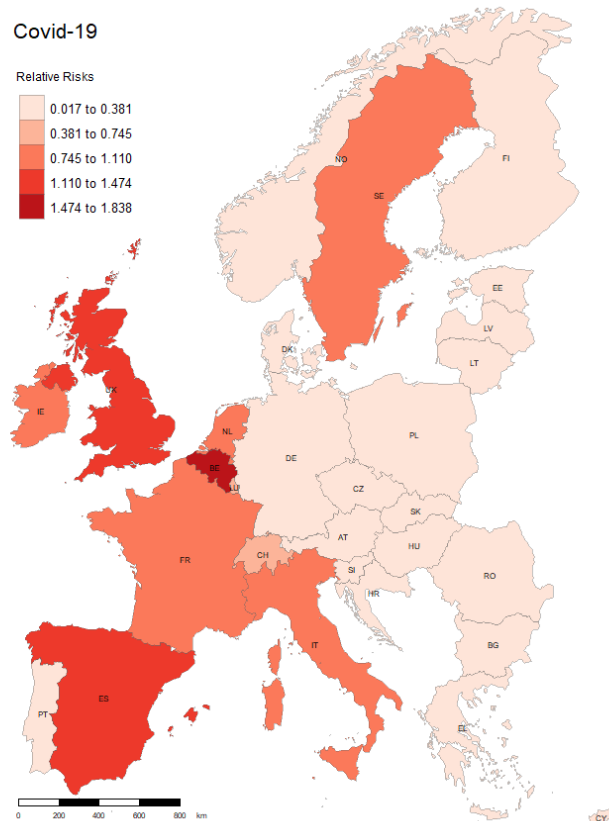 Covid-19
Relative Risks
0.017 to 0.381
0.381 to 0.745
0.745 to 1.110
1.110 to 1.474
1.474 to 1.838
NO
FI
SE
EE
LV
DK
LT
UK
IE
NL
PL
DE
BE
LU
CZ
SK
AT
CH
HU
SI
RO
FR
HR
IT
BG
ES
PT
EL
0 200 400 600 800 km
CY